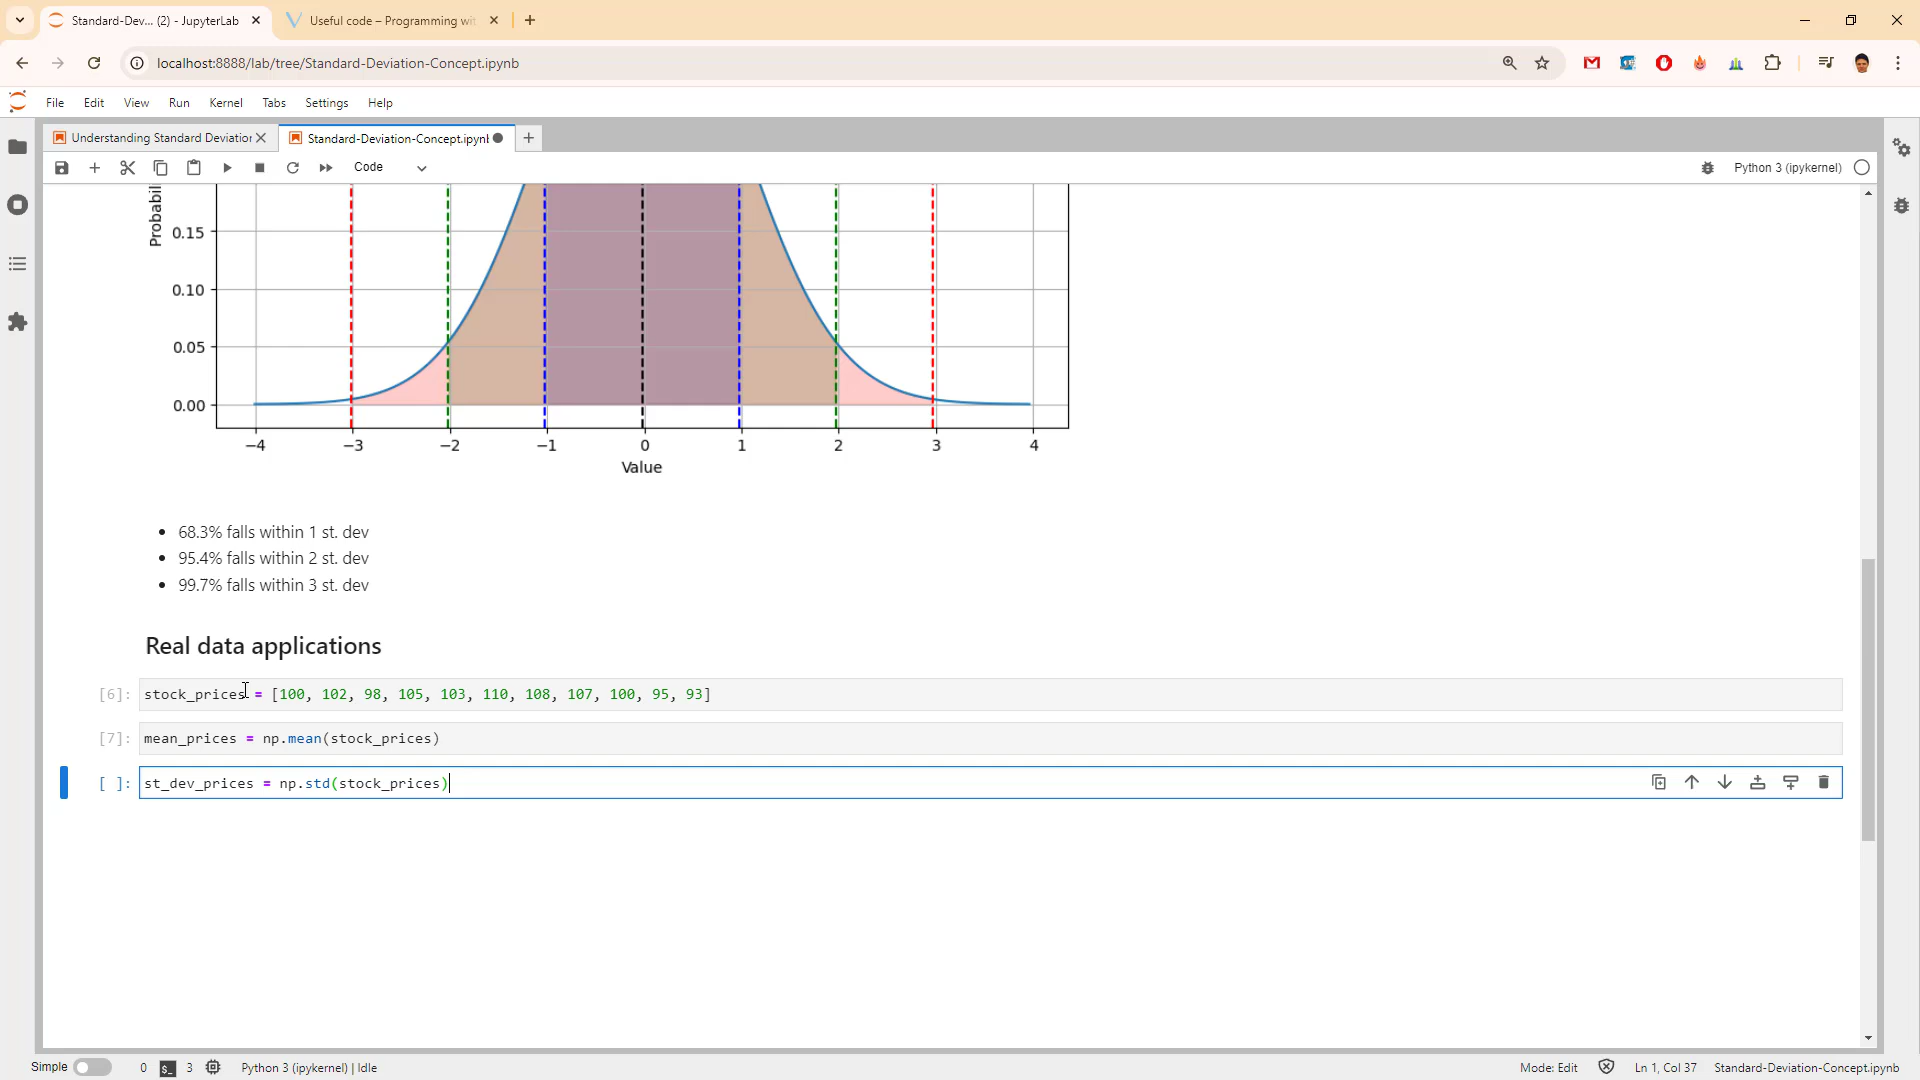 Standard-Dev... (2) - JupyterLab
Useful code – Programming wit
localhost:8888/lab/tree/Standard-Deviation-Concept.ipynb
File Edit View Run Kernel Tabs Settings Help
Understanding Standard Deviation
Standard-Deviation-Concept.ipynb
Code
Python 3 (ipykernel)
Probabil
0.15
0.10
0.05
0.00
−4 −3 −2 −1 0 1 2 3 4
Value
• 68.3% falls within 1 st. dev
• 95.4% falls within 2 st. dev
• 99.7% falls within 3 st. dev
Real data applications
[6]: stock_prices = [100, 102, 98, 105, 103, 110, 108, 107, 100, 95, 93]
[7]: mean_prices = np.mean(stock_prices)
[ ]: st_dev_prices = np.std(stock_prices)
Simple 0 $_ 3 Python 3 (ipykernel) | Idle Mode: Edit Ln 1, Col 37 Standard-Deviation-Concept.ipynb